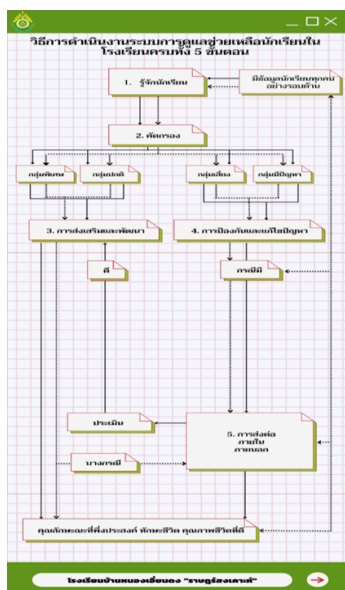 วิธีการดำเนินงานระบบการดูแลช่วยเหลือนักเรียนใน
โรงเรียนครบทั้ง 5 ขั้นตอน
1. รู้จักนักเรียน
มีข้อมูลนักเรียนทุกคน
อย่างรอบด้าน
2. คัดกรอง
กลุ่มพิเศษ
กลุ่มปกติ
กลุ่มเสี่ยง
กลุ่มมีปัญหา
3. การส่งเสริมและพัฒนา
4. การป้องกันและแก้ไขปัญหา
ดี
กรณีมี
ประเมิน
5. การส่งต่อ
ภายใน
ภายนอก
บางกรณี
คุณลักษณะที่พึ่งประสงค์ ทักษะชีวิต คุณภาพชีวิตที่ดี
โรงเรียนบ้านหนองเขี้ยนดง "ราษฎร์สงเคราะห์"